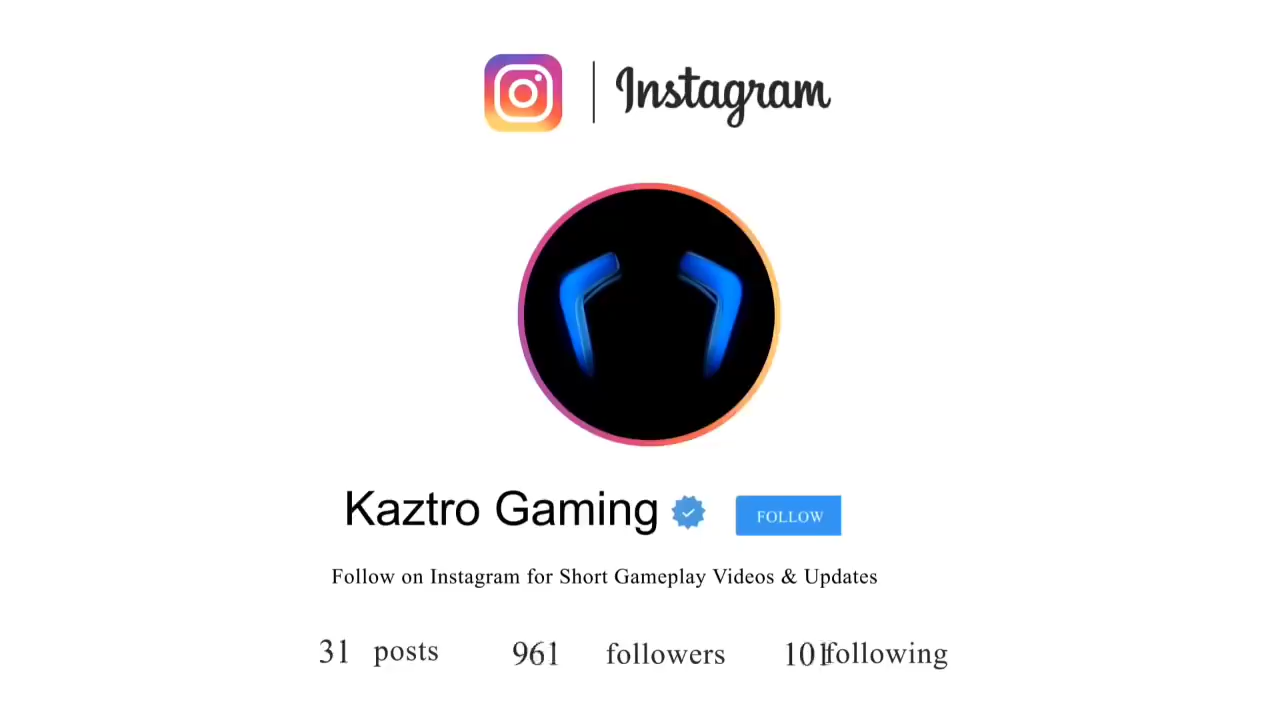 Instagram
Kaztro Gaming FOLLOW
Follow on Instagram for Short Gameplay Videos & Updates
31 posts 961 followers 101 following